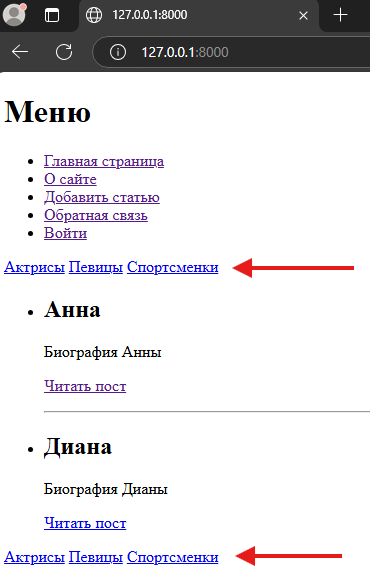 127.0.0.1:8000
127.0.0.1:8000
Меню
Главная страница
О сайте
Добавить статью
Обратная связь
Войти
Актрисы Певицы Спортсменки
Анна
Биография Анны
Читать пост
Диана
Биография Дианы
Читать пост
Актрисы Певицы Спортсменки